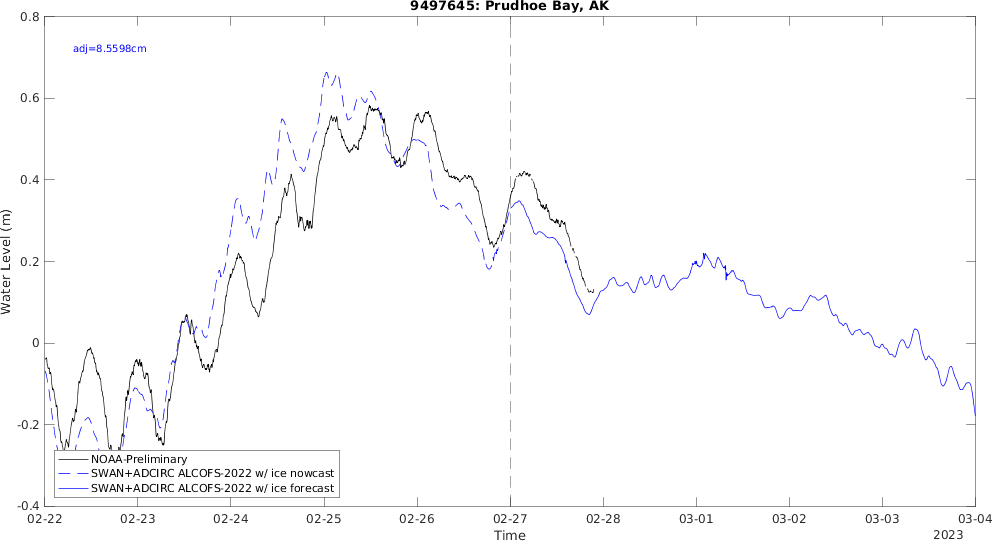 9497645: Prudhoe Bay, AK
adj=8.5598cm
Water Level (m)
0.8
0.6
0.4
0.2
0
-0.2
-0.4
NOAA-Preliminary
SWAN+ADCIRC ALCOFS-2022 w/ ice nowcast
SWAN+ADCIRC ALCOFS-2022 w/ ice forecast
02-22 02-23 02-24 02-25 02-26 02-27 02-28 03-01 03-02 03-03 03-04
Time
2023